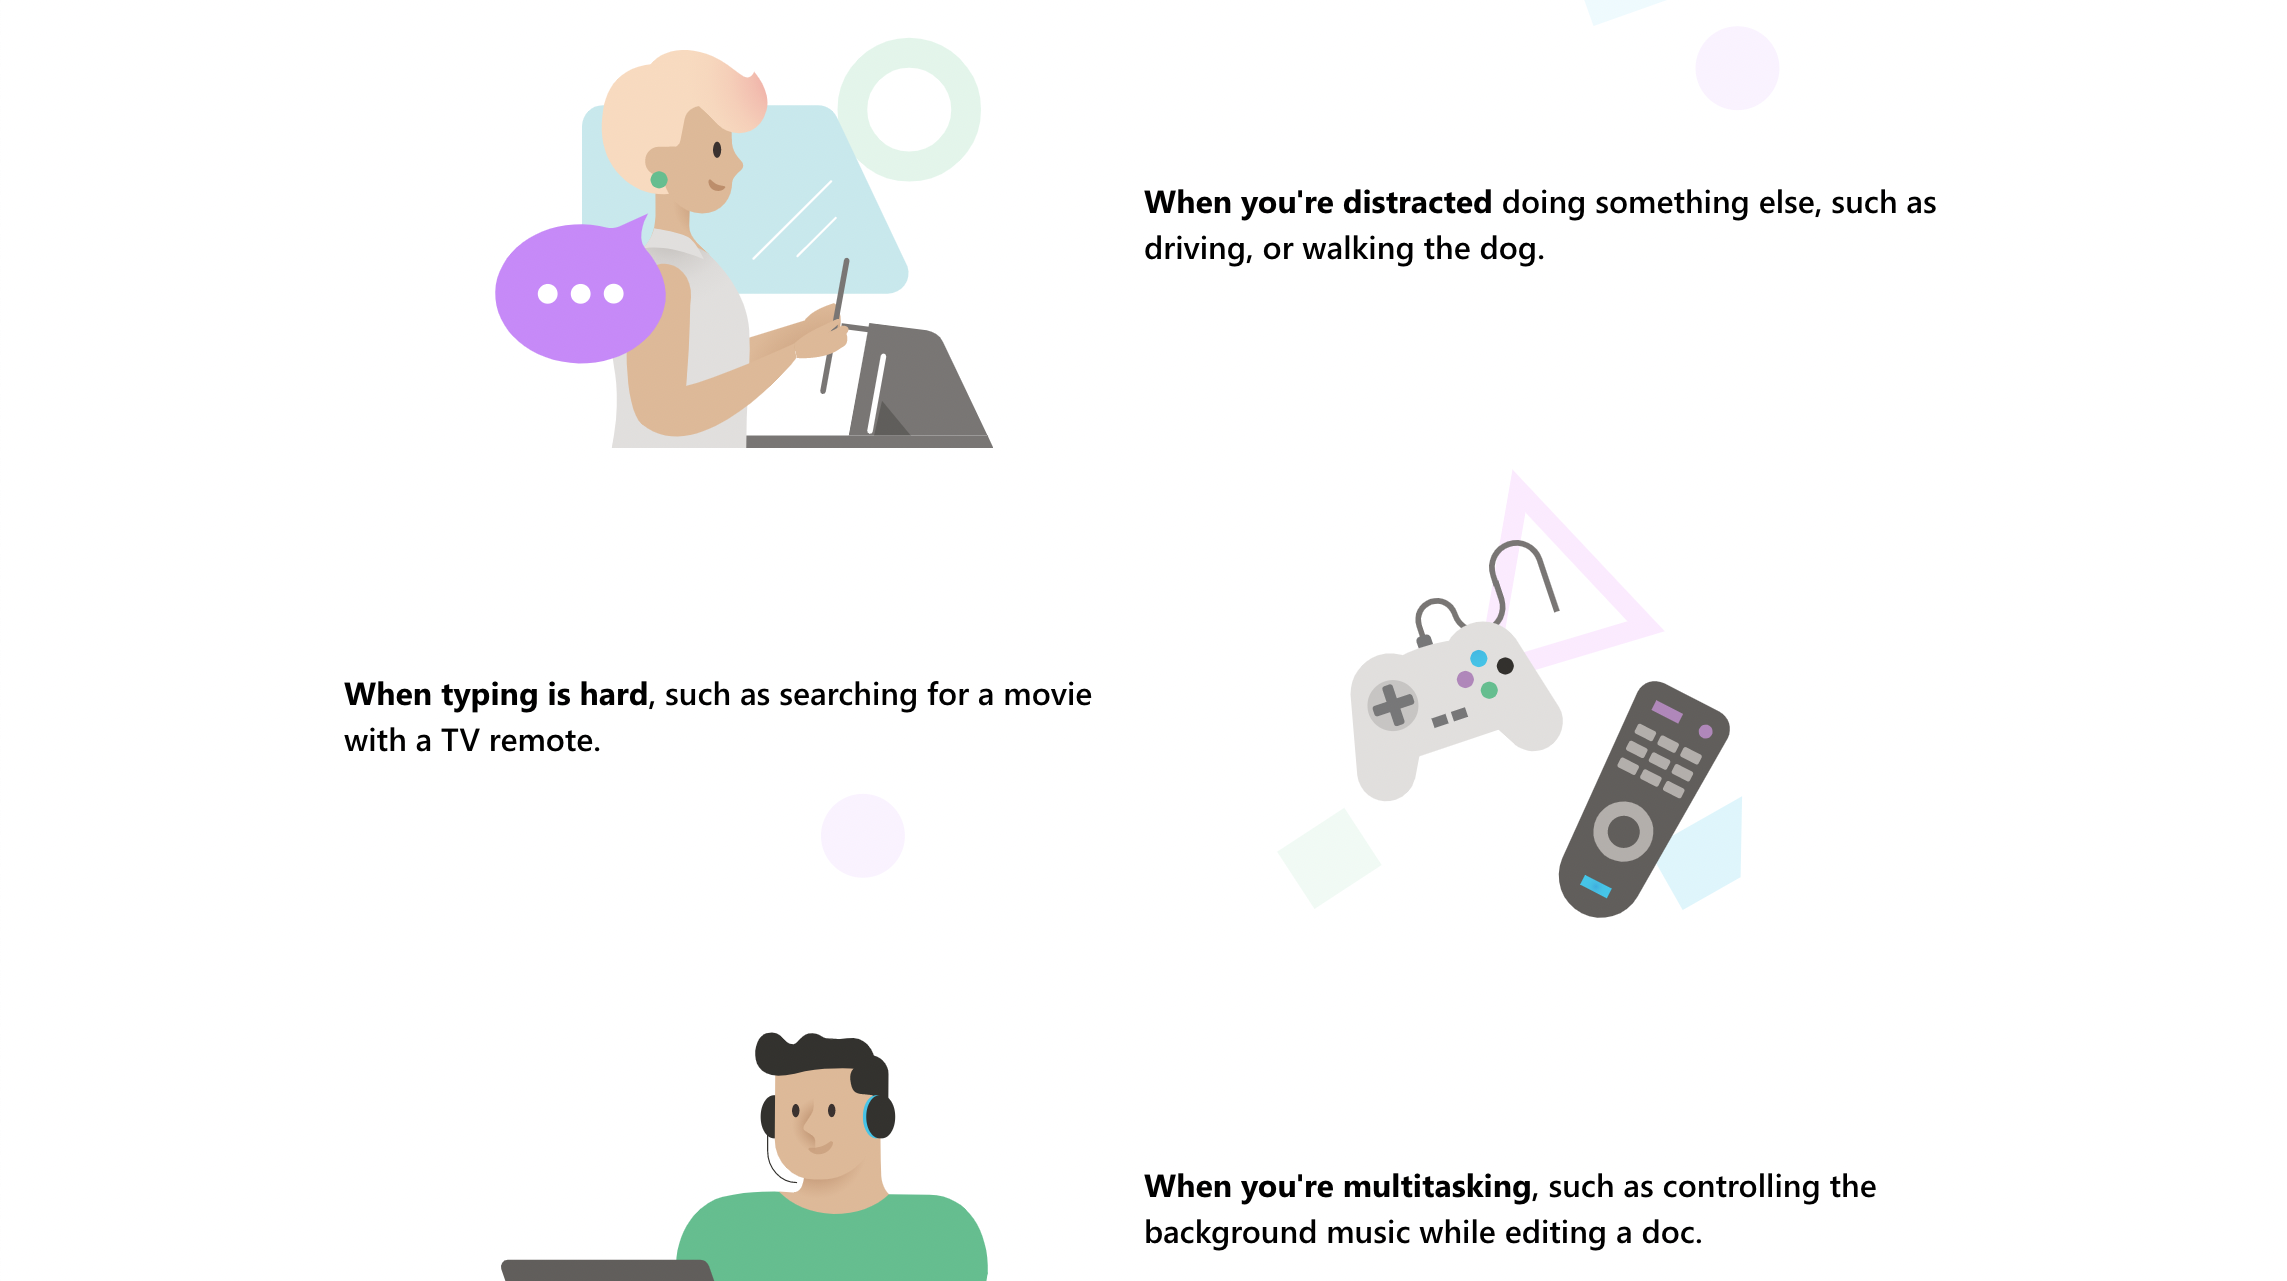 When you're distracted doing something else, such as
driving, or walking the dog.
When typing is hard, such as searching for a movie
with a TV remote.
When you're multitasking, such as controlling the
background music while editing a doc.